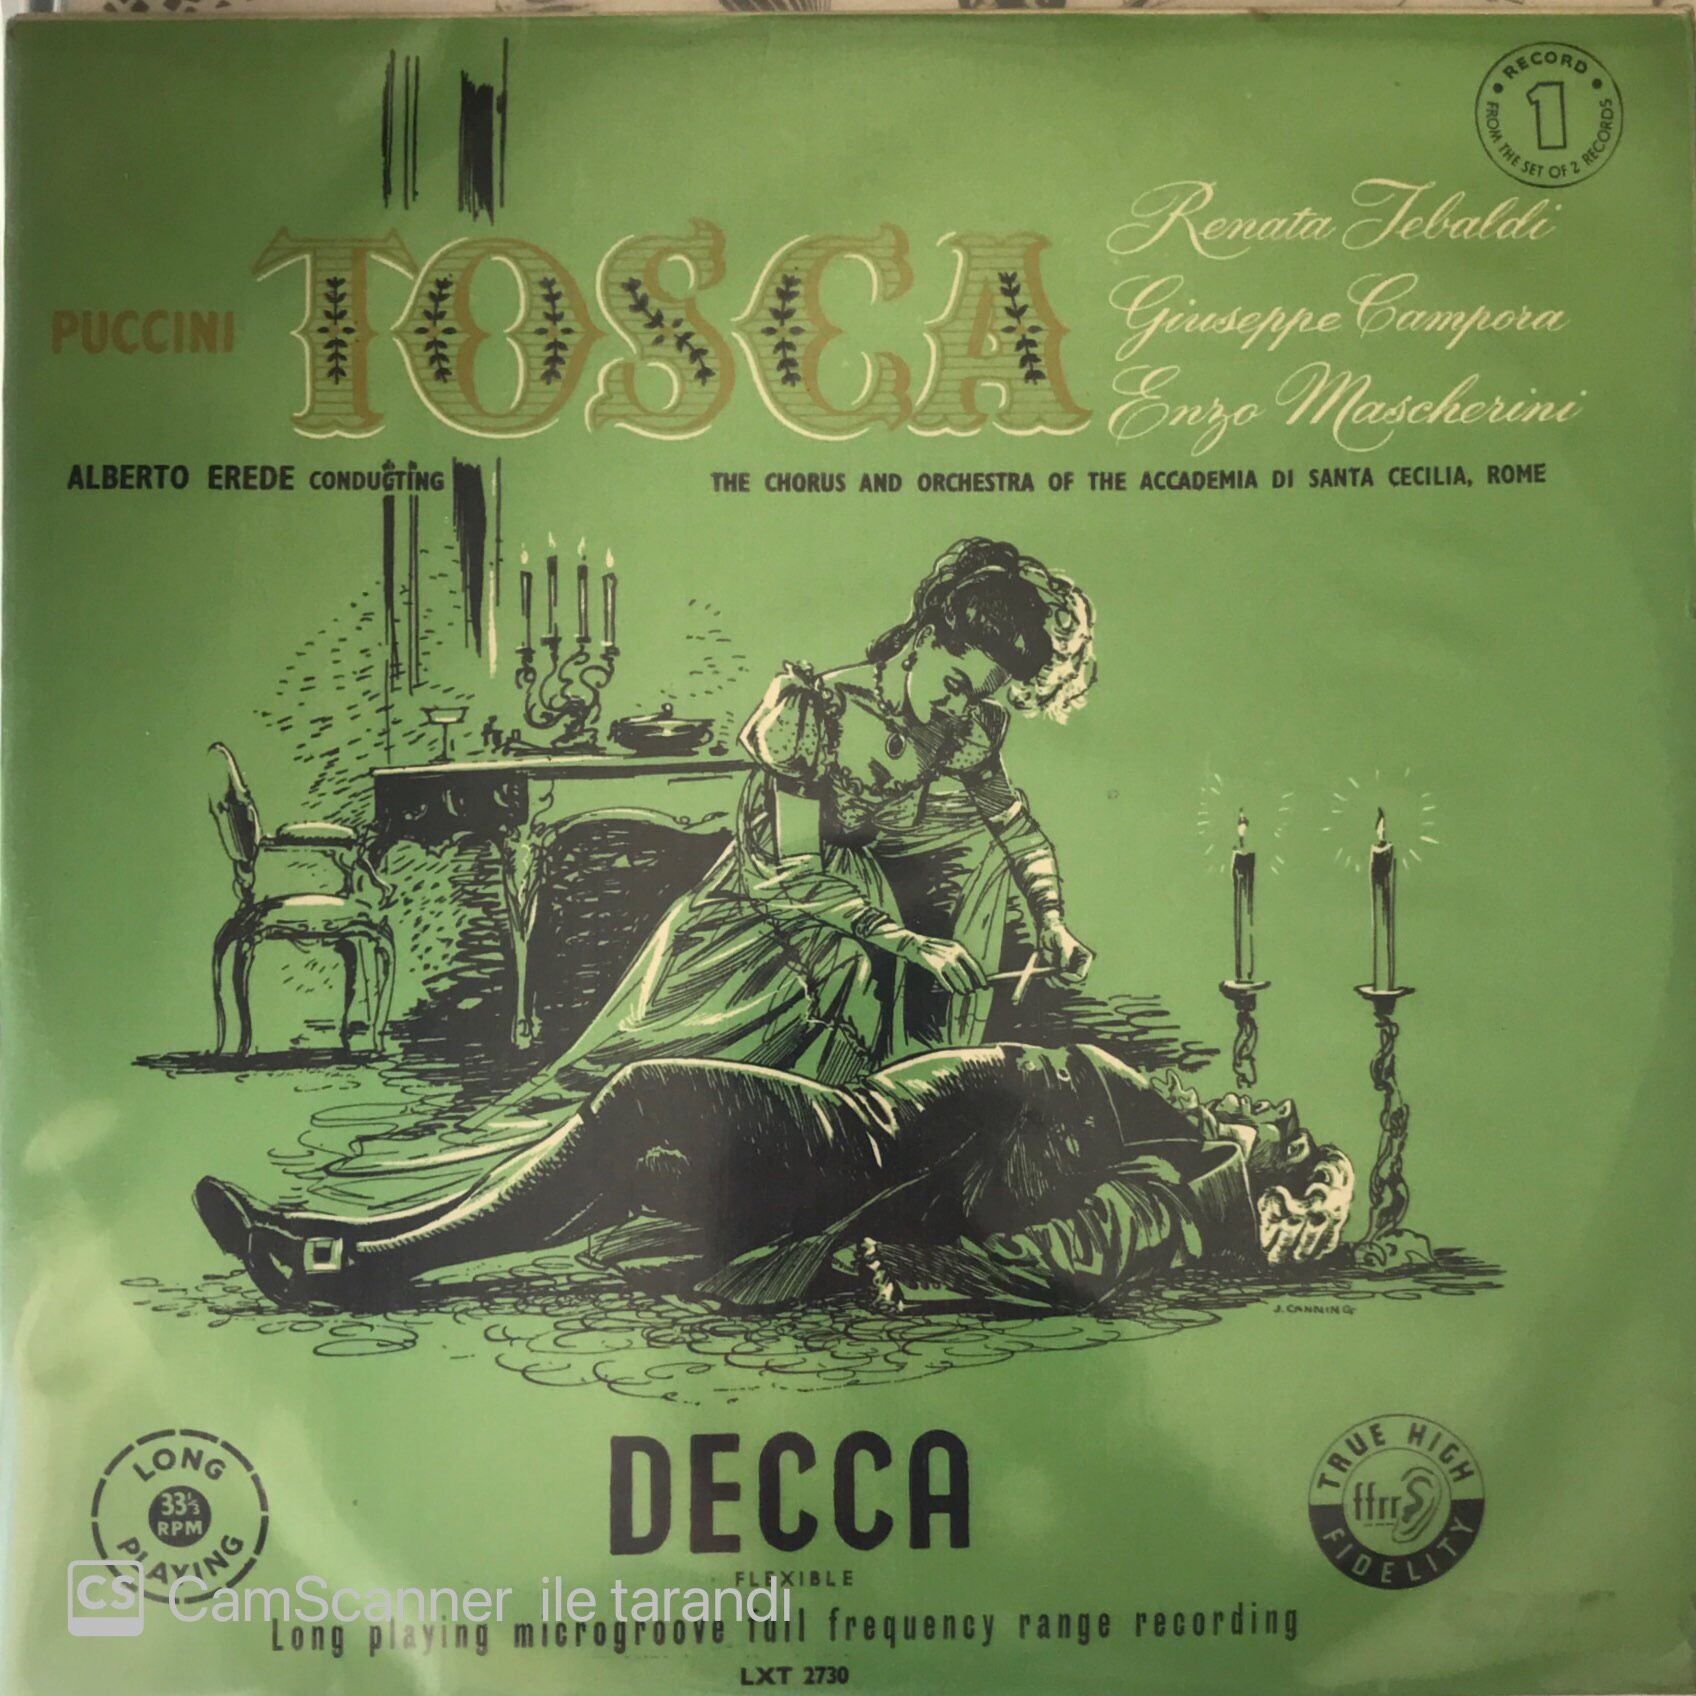 RECORD
1
FROM THE SET OF 2 RECORDS
Renata Tebaldi
Giuseppe Campora
Enzo Mascherini
PUCCINI
TOSCA
ALBERTO EREDE CONDUCTING
THE CHORUS AND ORCHESTRA OF THE ACCADEMIA DI SANTA CECILIA, ROME
J. CANNING
LONG
33⅓
RPM
PLAYING
DECCA
FLEXIBLE
TRUE HIGH
ffrr
FIDELITY
CS CamScanner ile tarandı
Long playing microgroove full frequency range recording
LXT 2730